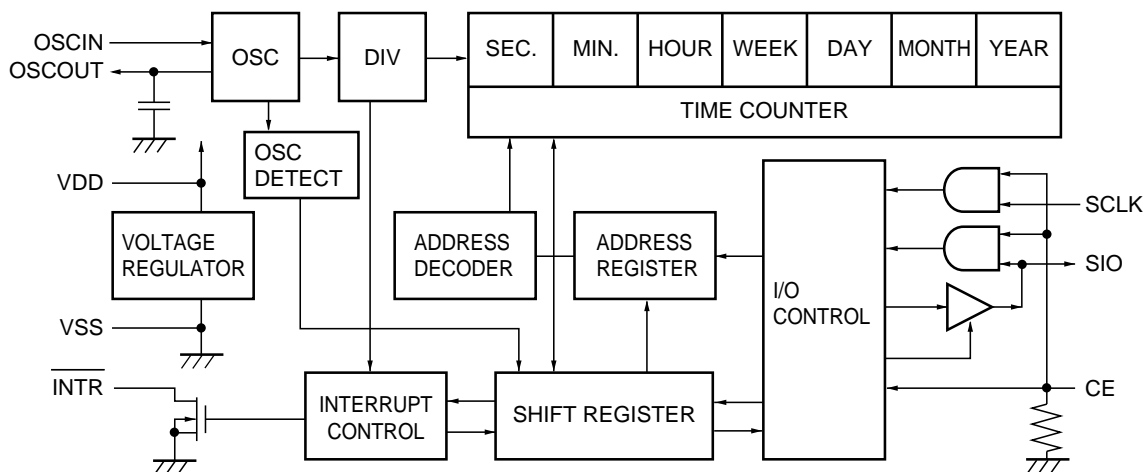 OSCIN
OSCOUT
OSC
DIV
SEC.
MIN.
HOUR
WEEK
DAY
MONTH
YEAR
TIME COUNTER
OSC
DETECT
VDD
VOLTAGE
REGULATOR
VSS
ADDRESS
DECODER
ADDRESS
REGISTER
I/O
CONTROL
SCLK
SIO
CE
INTR
INTERRUPT
CONTROL
SHIFT REGISTER